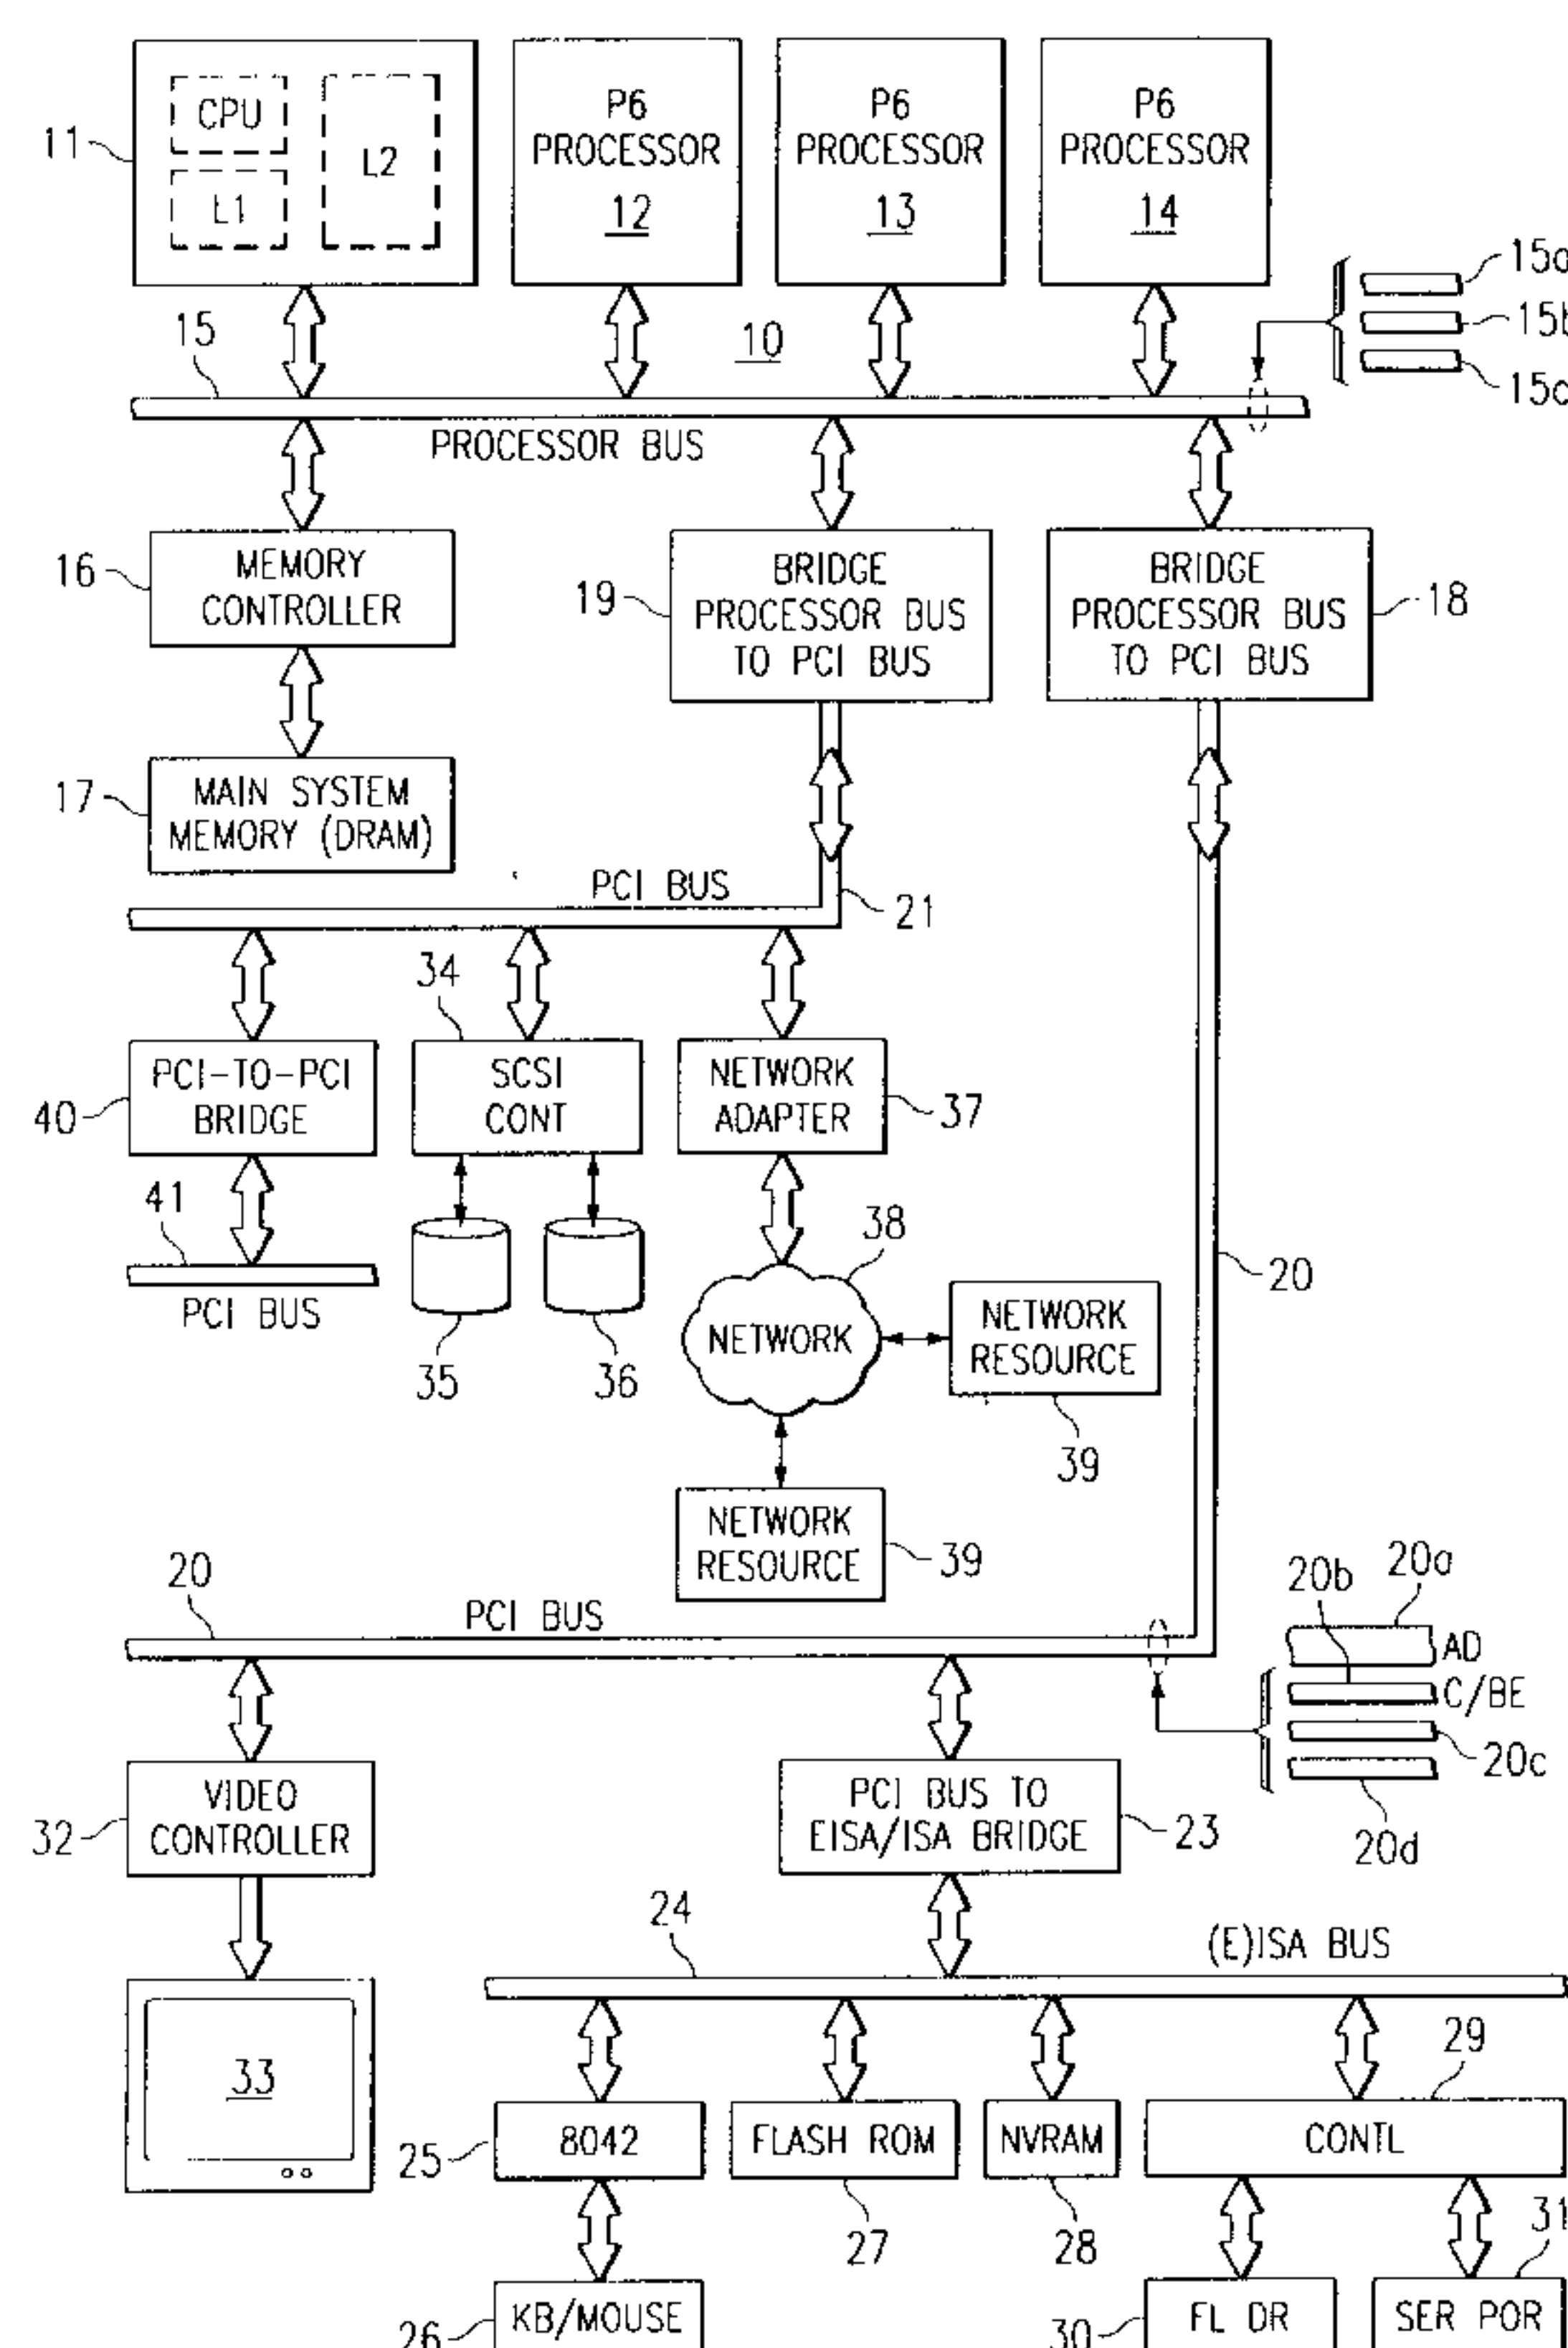 CPU
L1
L2
11
P6
PROCESSOR
12
P6
PROCESSOR
13
P6
PROCESSOR
14
15
10
15a
15b
PROCESSOR BUS
16
MEMORY
CONTROLLER
19
BRIDGE
PROCESSOR BUS
TO PCI BUS
BRIDGE
PROCESSOR BUS
TO PCI BUS
18
17
MAIN SYSTEM
MEMORY (DRAM)
PCI BUS
21
34
40
PCI-TO-PCI
BRIDGE
SCSI
CONT
NETWORK
ADAPTER
37
41
PCI BUS
35
36
38
NETWORK
NETWORK
RESOURCE
39
20
NETWORK
RESOURCE
39
20
PCI BUS
20b
20a
AD
C/BE
20c
20d
32
VIDEO
CONTROLLER
PCI BUS TO
EISA/ISA BRIDGE
23
24
(E)ISA BUS
33
29
25
8042
FLASH ROM
NVRAM
CONTL
27
28
31
26
KB/MOUSE
30
FL DR
SER POR